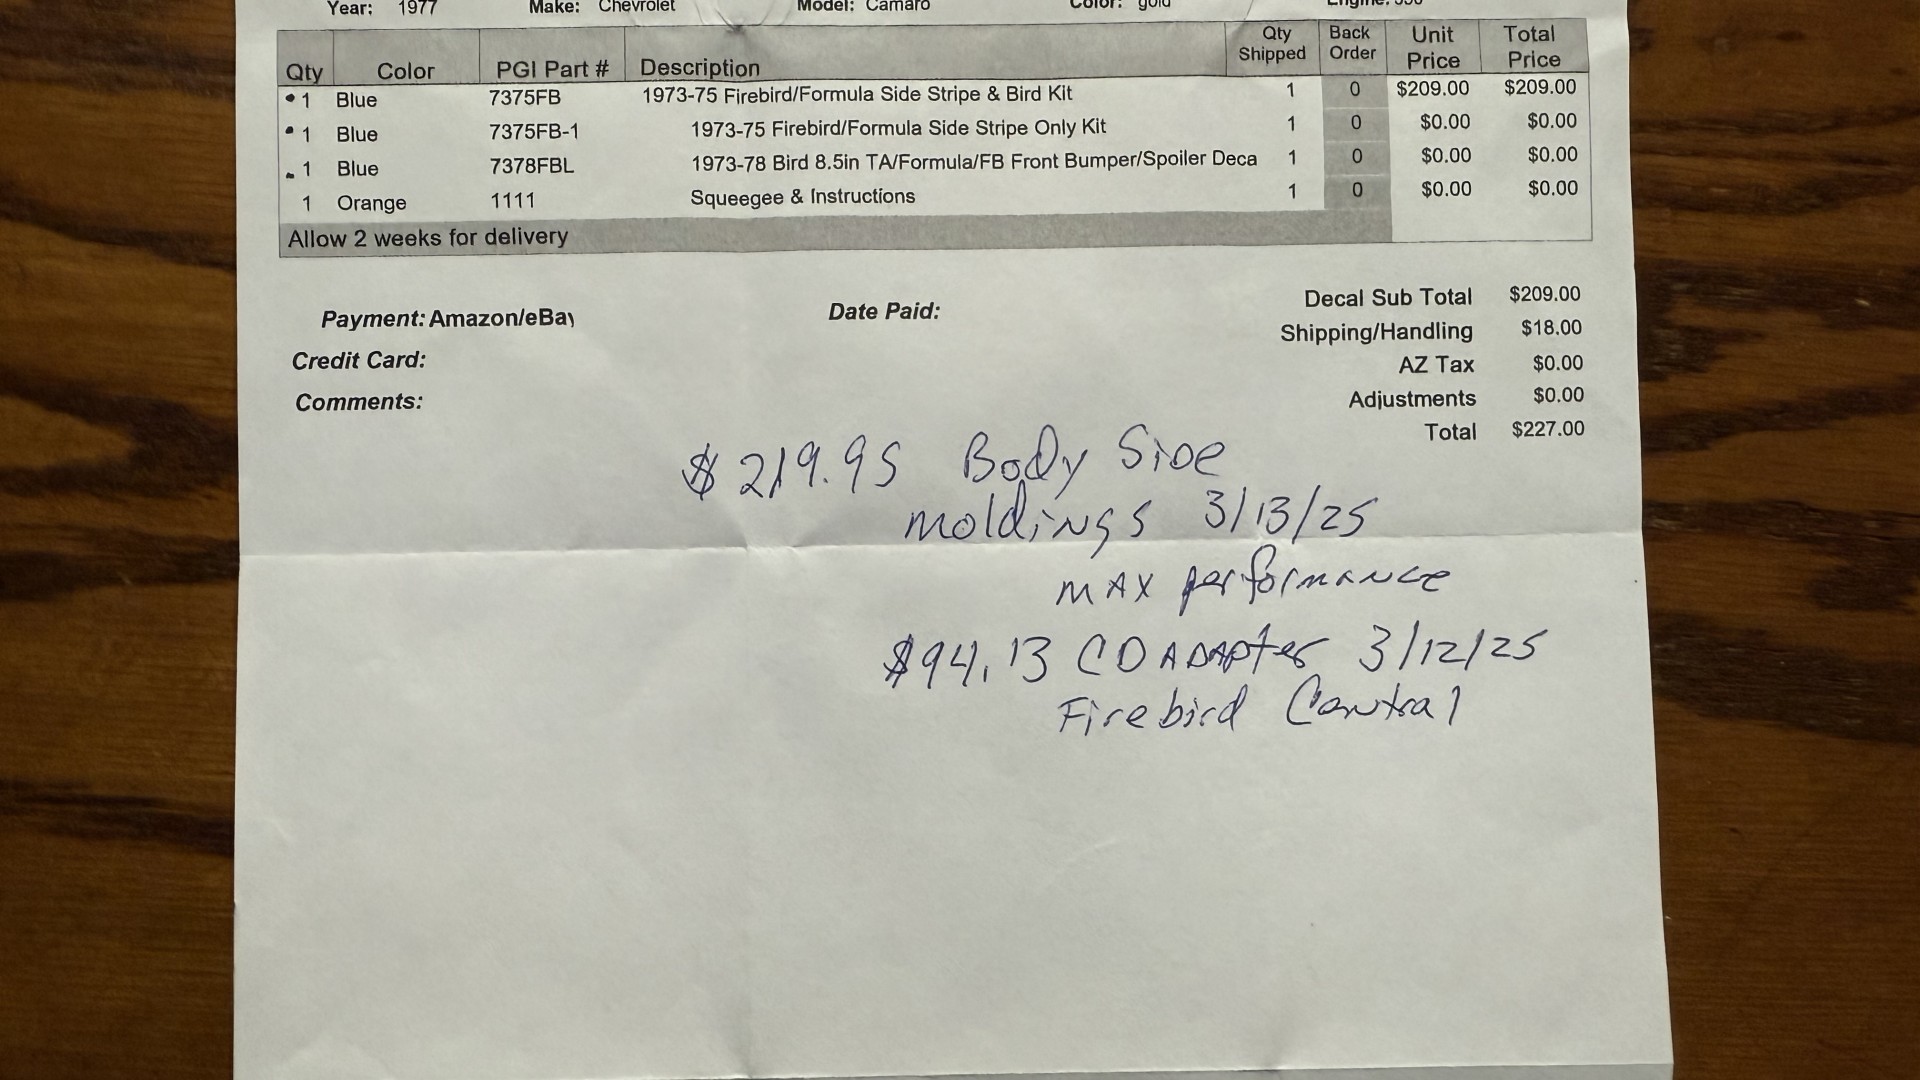 Year: 1977 Make: Chevrolet Model: Camaro Color: gold Engine: 350
Qty Color PGI Part # Description Qty Shipped Back Order Unit Price Total Price
1 Blue 7375FB 1973-75 Firebird/Formula Side Stripe & Bird Kit 1 0 $209.00 $209.00
1 Blue 7375FB-1 1973-75 Firebird/Formula Side Stripe Only Kit 1 0 $0.00 $0.00
1 Blue 7378FBL 1973-78 Bird 8.5in TA/Formula/FB Front Bumper/Spoiler Deca 1 0 $0.00 $0.00
1 Orange 1111 Squeegee & Instructions 1 0 $0.00 $0.00
Allow 2 weeks for delivery
Decal Sub Total $209.00
Payment: Amazon/eBay Date Paid:
Shipping/Handling $18.00
Credit Card:
AZ Tax $0.00
Comments:
Adjustments $0.00
Total $227.00
$219.95 Body Side
moldings 3/13/25
MAX performance
$94.13 CD ADAPter 3/12/25
Firebird Central